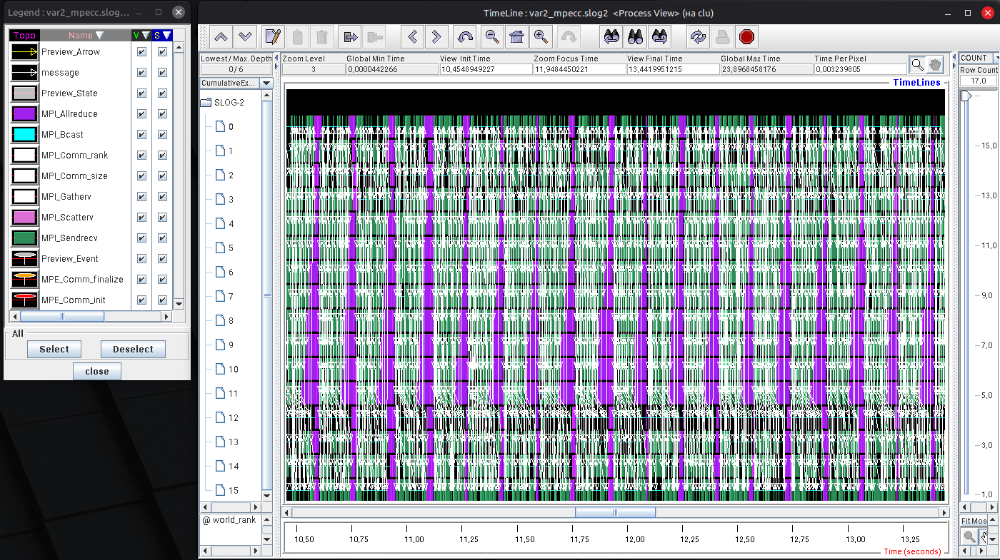 Legend : var2_mpecc.slog...
Topo Name V S
Preview_Arrow
message
Preview_State
MPI_Allreduce
MPI_Bcast
MPI_Comm_rank
MPI_Comm_size
MPI_Gatherv
MPI_Scatterv
MPI_Sendrecv
Preview_Event
MPE_Comm_finalize
MPE_Comm_init
All
Select Deselect
close
TimeLine : var2_mpecc.slog2 <Process View> (на clu)
Lowest / Max. Depth Zoom Level Global Min Time View Init Time Zoom Focus Time View Final Time Global Max Time Time Per Pixel
0 / 6 3 0,0000442266 10,4548949227 11,9484450221 13,4419951215 23,8968458176 0,003239805
CumulativeEx...
TimeLines
SLOG-2
0
1
2
3
4
5
6
7
8
9
10
11
12
13
14
15
@ world_rank
10,50 10,75 11,00 11,25 11,50 11,75 12,00 12,25 12,50 12,75 13,00 13,25
Time (seconds)
COUNT
Row Count
17,0
15,0
13,0
11,0
9,0
7,0
5,0
3,0
1,0
Fit Mos